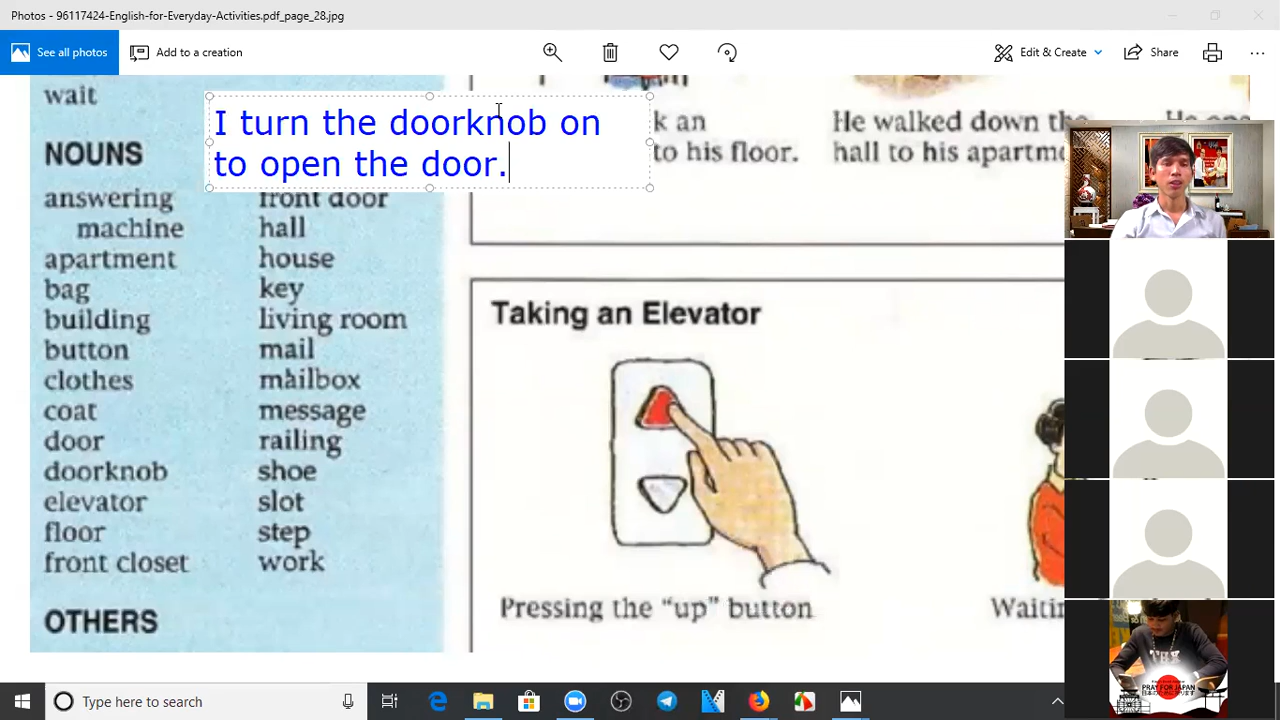 Photos - 96117424-English-for-Everyday-Activities.pdf_page_28.jpg
See all photos
Add to a creation
Edit & Create
Share
wait
I turn the doorknob on
to open the door.
k an
to his floor.
He walked down the
hall to his apartme
NOUNS
answering
machine
apartment
bag
building
button
clothes
coat
door
doorknob
elevator
floor
front closet
front door
hall
house
key
living room
mail
mailbox
message
railing
shoe
slot
step
work
OTHERS
Taking an Elevator
Pressing the "up" button
Waitin
PRAY FOR JAPAN
Type here to search